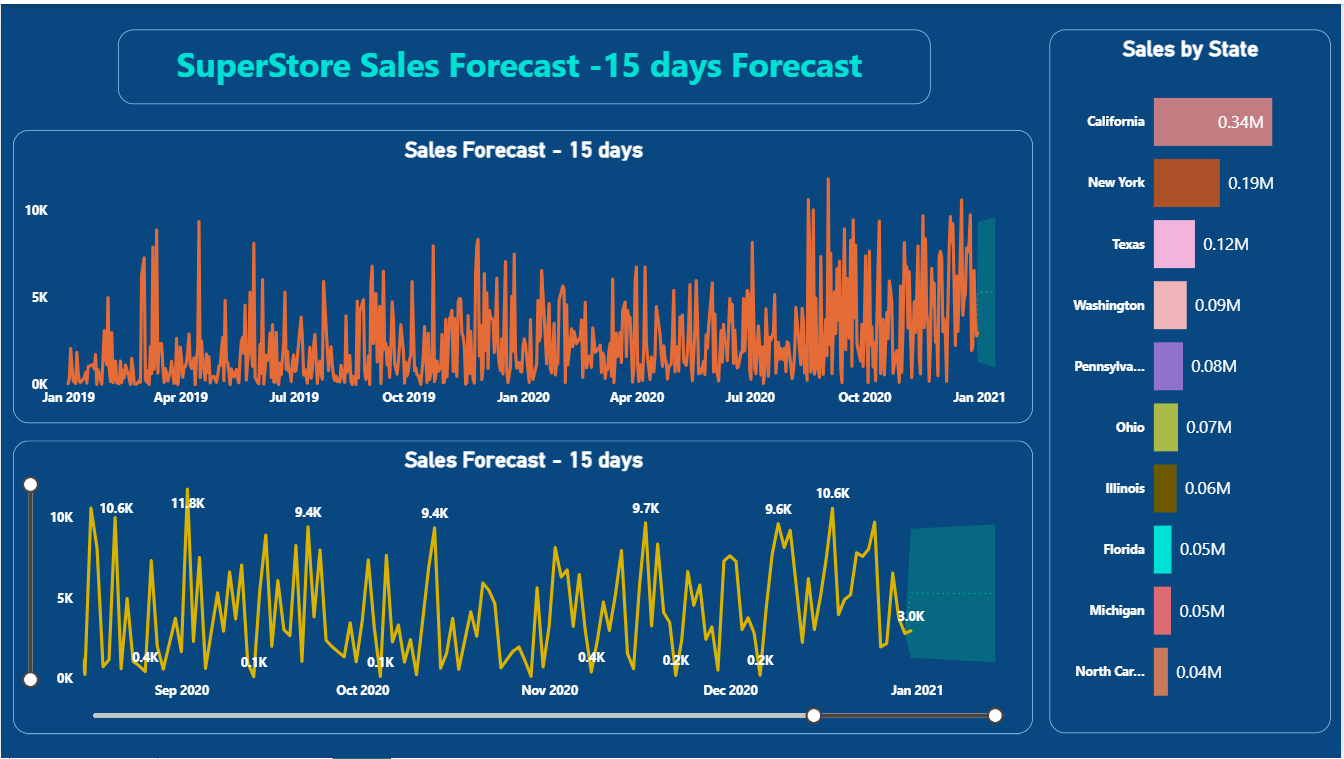 SuperStore Sales Forecast -15 days Forecast
Sales Forecast - 15 days
10K
5K
0K
Jan 2019 Apr 2019 Jul 2019 Oct 2019 Jan 2020 Apr 2020 Jul 2020 Oct 2020 Jan 2021
Sales Forecast - 15 days
10K
5K
0K
10.6K 11.8K 9.4K 9.4K 9.7K 9.6K 10.6K
3.0K
0.4K 0.1K 0.1K 0.4K 0.2K 0.2K
Sep 2020 Oct 2020 Nov 2020 Dec 2020 Jan 2021
Sales by State
California 0.34M
New York 0.19M
Texas 0.12M
Washington 0.09M
Pennsylva... 0.08M
Ohio 0.07M
Illinois 0.06M
Florida 0.05M
Michigan 0.05M
North Car... 0.04M